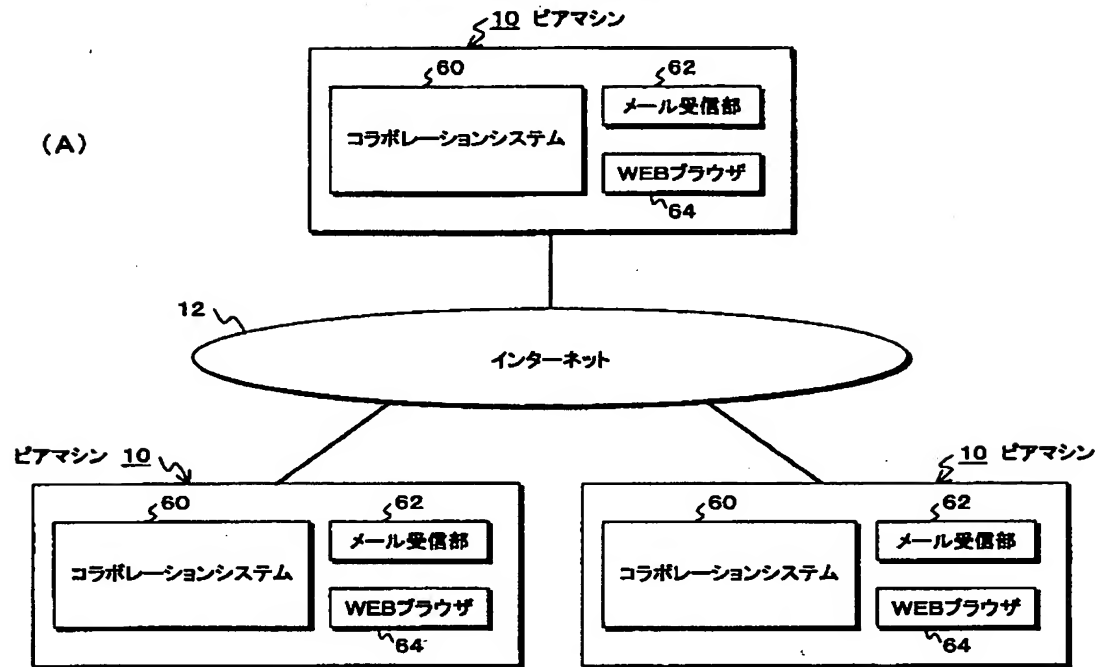 10 ピアマシン
60
62
メール受信部
(A)
コラボレーションシステム
WEBブラウザ
64
12
インターネット
ピアマシン 10
10 ピアマシン
60
62
メール受信部
コラボレーションシステム
WEBブラウザ
64
60
62
メール受信部
コラボレーションシステム
WEBブラウザ
64